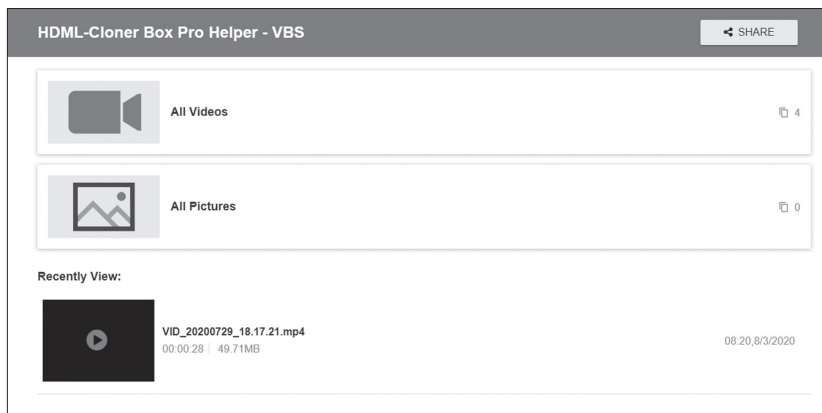 HDML-Cloner Box Pro Helper - VBS
SHARE
All Videos
4
All Pictures
0
Recently View:
VID_20200729_18.17.21.mp4
00:00:28 | 49.71MB
08:20,8/3/2020